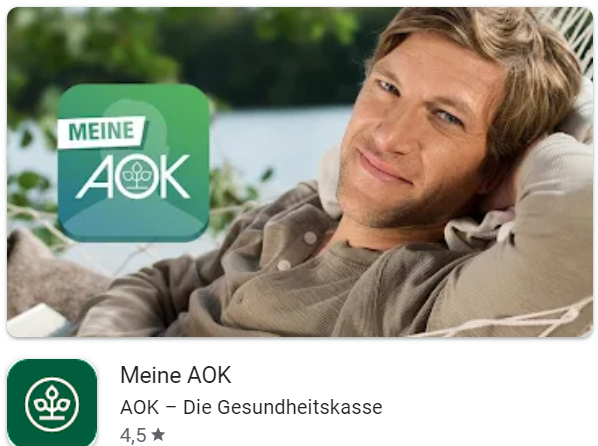 MEINE
AOK
Meine AOK
AOK – Die Gesundheitskasse
4,5 ★